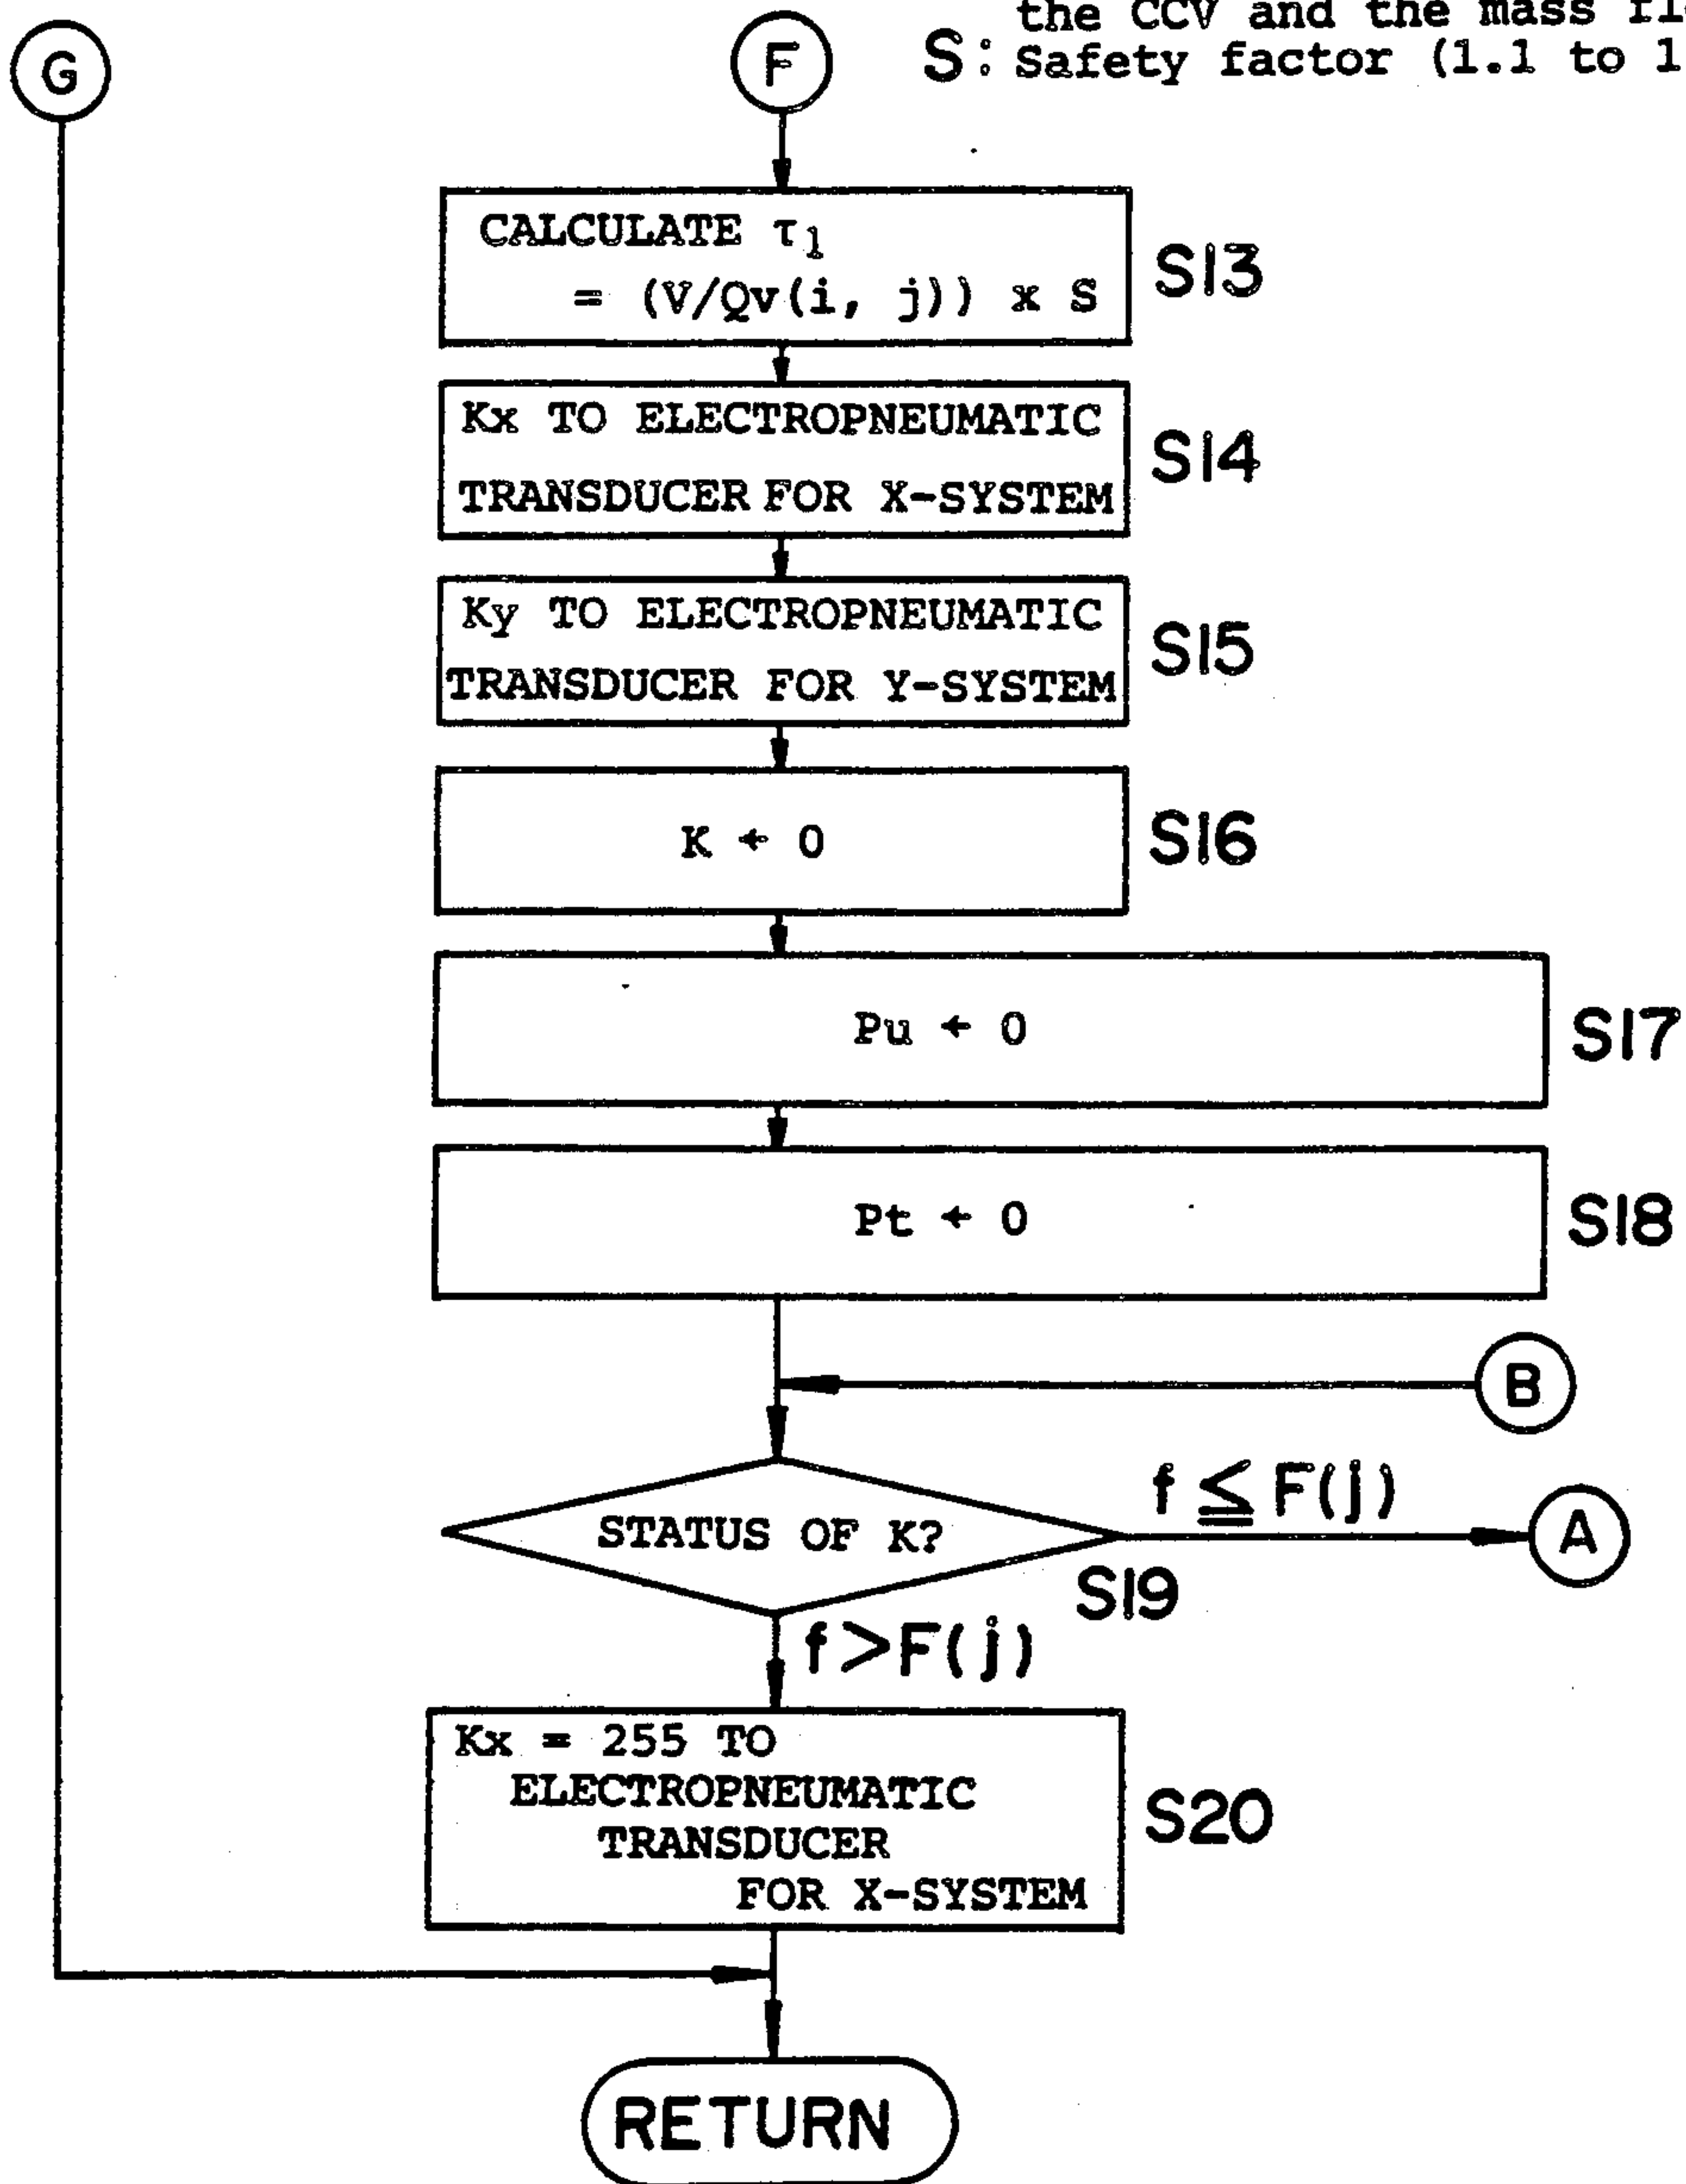 the CCV and the mass
S: Safety factor (1.1 to
G
F
CALCULATE τ1
= (V/Qv(i, j)) x S
S13
Kx TO ELECTROPNEUMATIC
TRANSDUCER FOR X-SYSTEM
S14
Ky TO ELECTROPNEUMATIC
TRANSDUCER FOR Y-SYSTEM
S15
K ← 0
S16
Pu ← 0
S17
Pt ← 0
S18
B
STATUS OF K?
S19
f ≦ F(j)
A
f>F(j)
Kx = 255 TO
ELECTROPNEUMATIC
TRANSDUCER
FOR X-SYSTEM
S20
RETURN